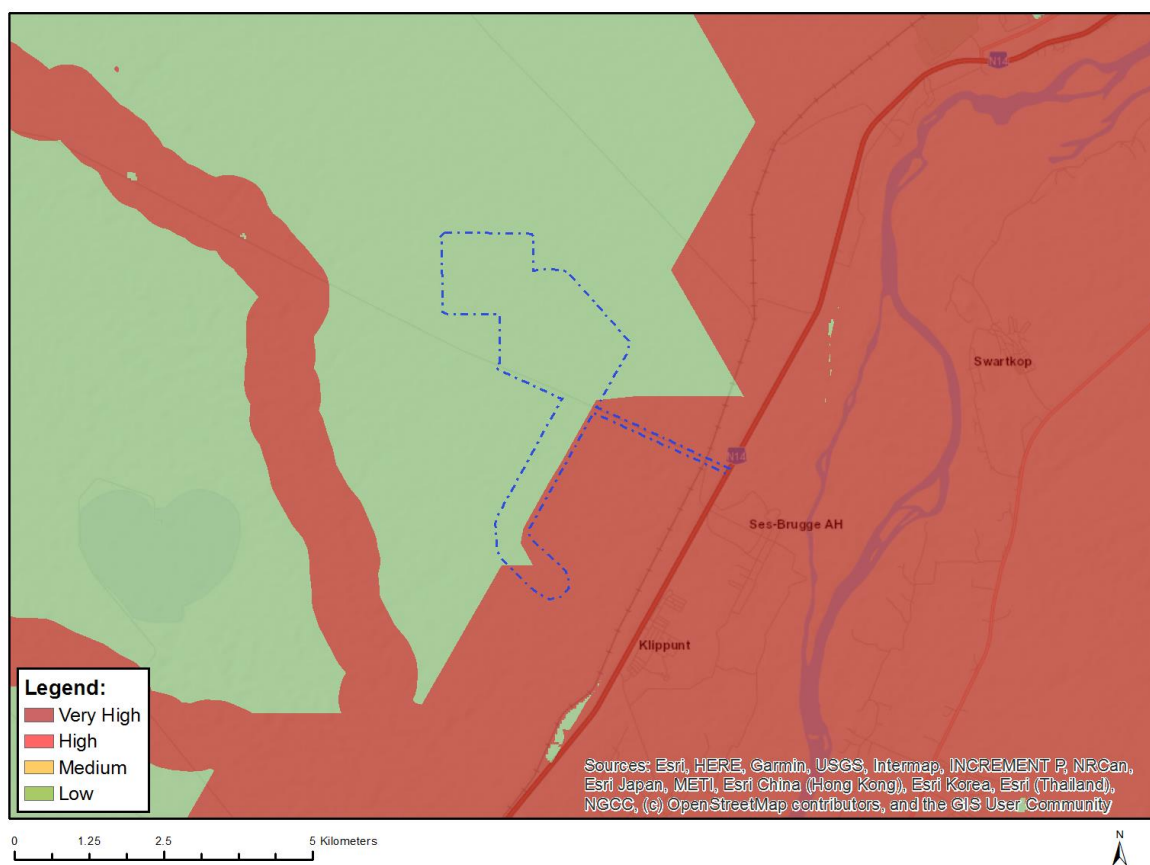 N14
Swartkop
N14
Ses-Brugge AH
Klippunt
Legend:
Very High
High
Medium
Low
Sources: Esri, HERE, Garmin, USGS, Intermap, INCREMENT P, NRCan,
Esri Japan, METI, Esri China (Hong Kong), Esri Korea, Esri (Thailand),
NGCC, (c) OpenStreetMap contributors, and the GIS User Community
0 1.25 2.5 5 Kilometers
N